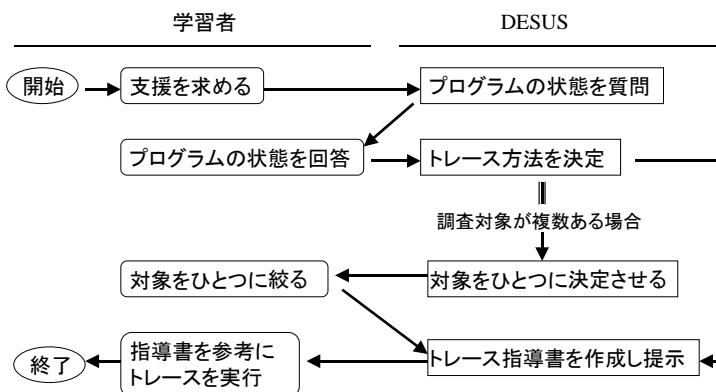 学習者
DESUS
開始
支援を求める
プログラムの状態を質問
プログラムの状態を回答
トレース方法を決定
調査対象が複数ある場合
対象をひとつに絞る
対象をひとつに決定させる
終了
指導書を参考に
トレースを実行
トレース指導書を作成し提示